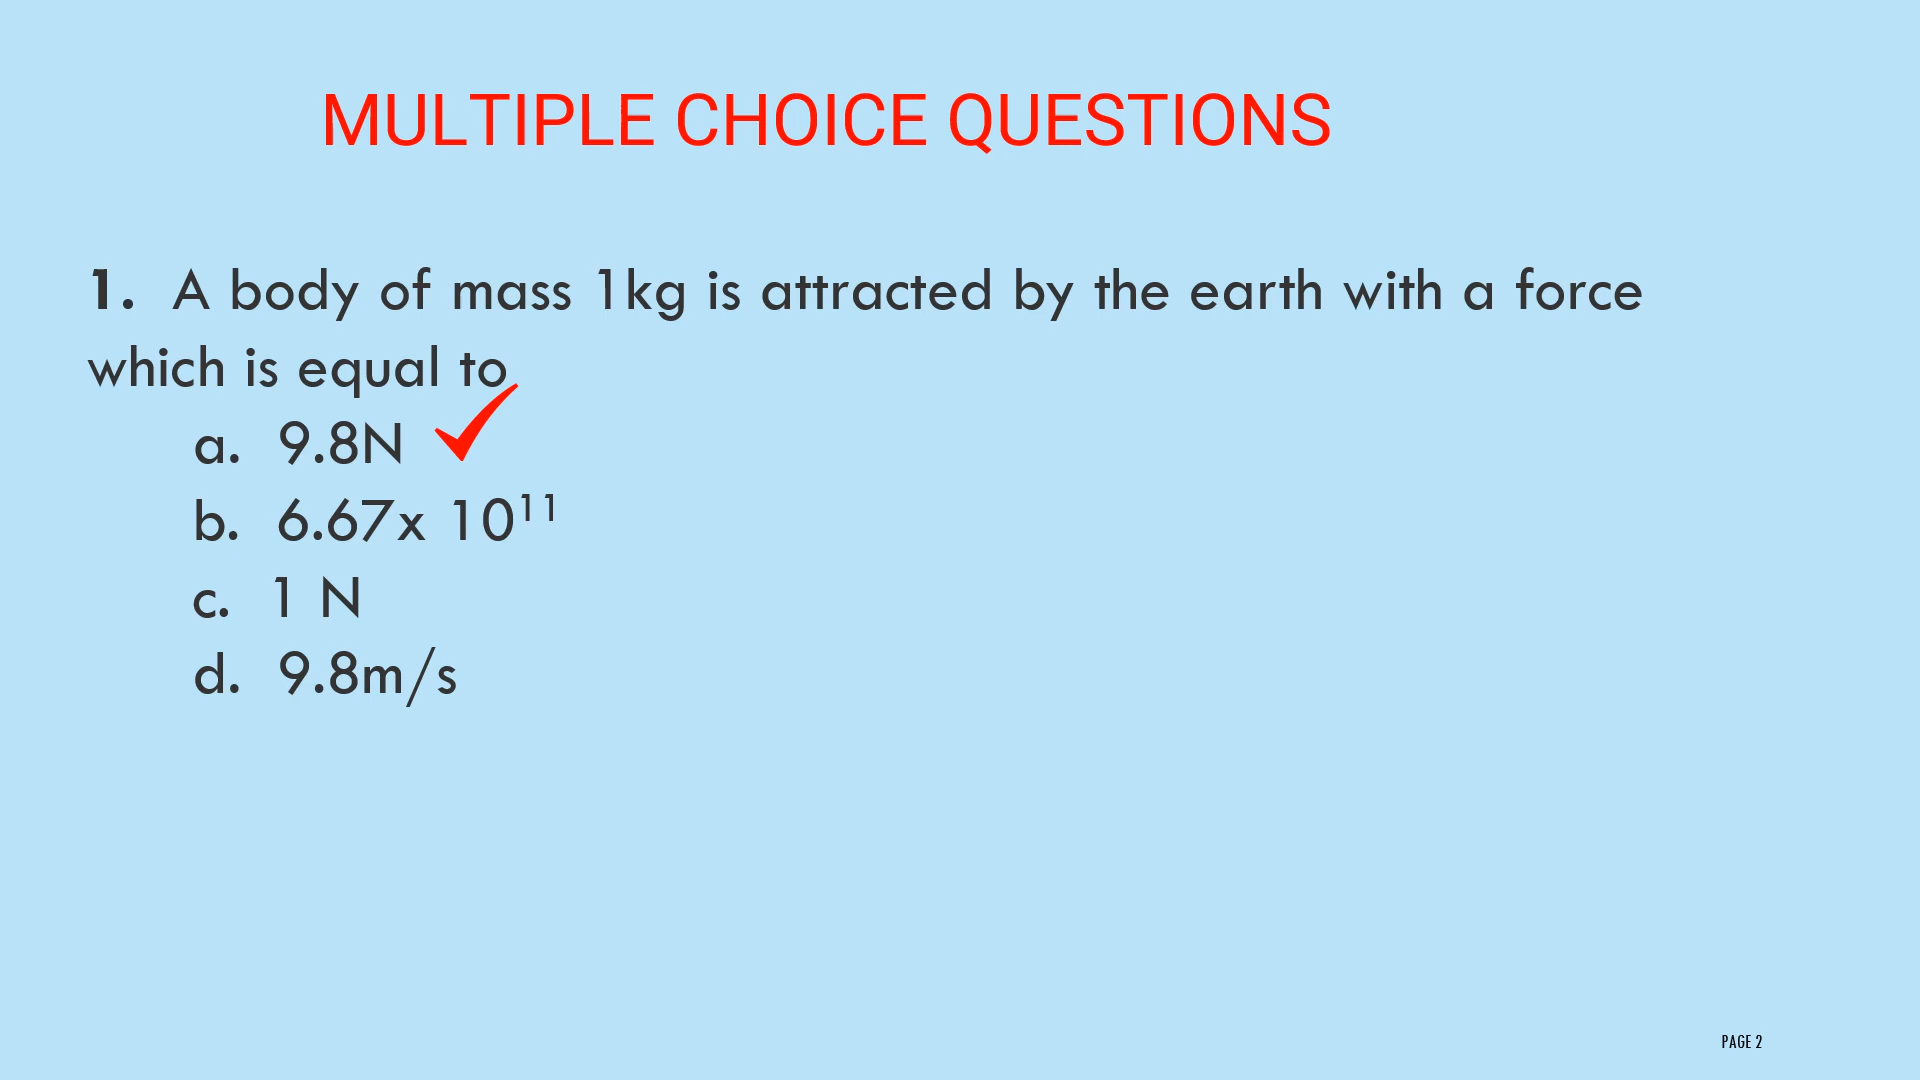 MULTIPLE CHOICE QUESTIONS
1. A body of mass 1kg is attracted by the earth with a force
which is equal to
a. 9.8N
b. 6.67x 10¹¹
c. 1 N
d. 9.8m/s
PAGE 2